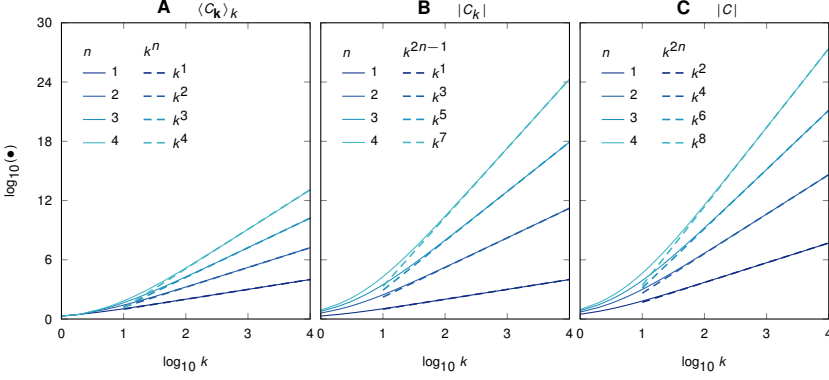 A ⟨C_k⟩_k
B |C_k|
C |C|
30
24
18
12
6
0
log10(•)
n k^n
1 k^1
2 k^2
3 k^3
4 k^4
n k^{2n−1}
1 k^1
2 k^3
3 k^5
4 k^7
n k^{2n}
1 k^2
2 k^4
3 k^6
4 k^8
0 1 2 3 4 0 1 2 3 4 0 1 2 3 4
log10 k
log10 k
log10 k